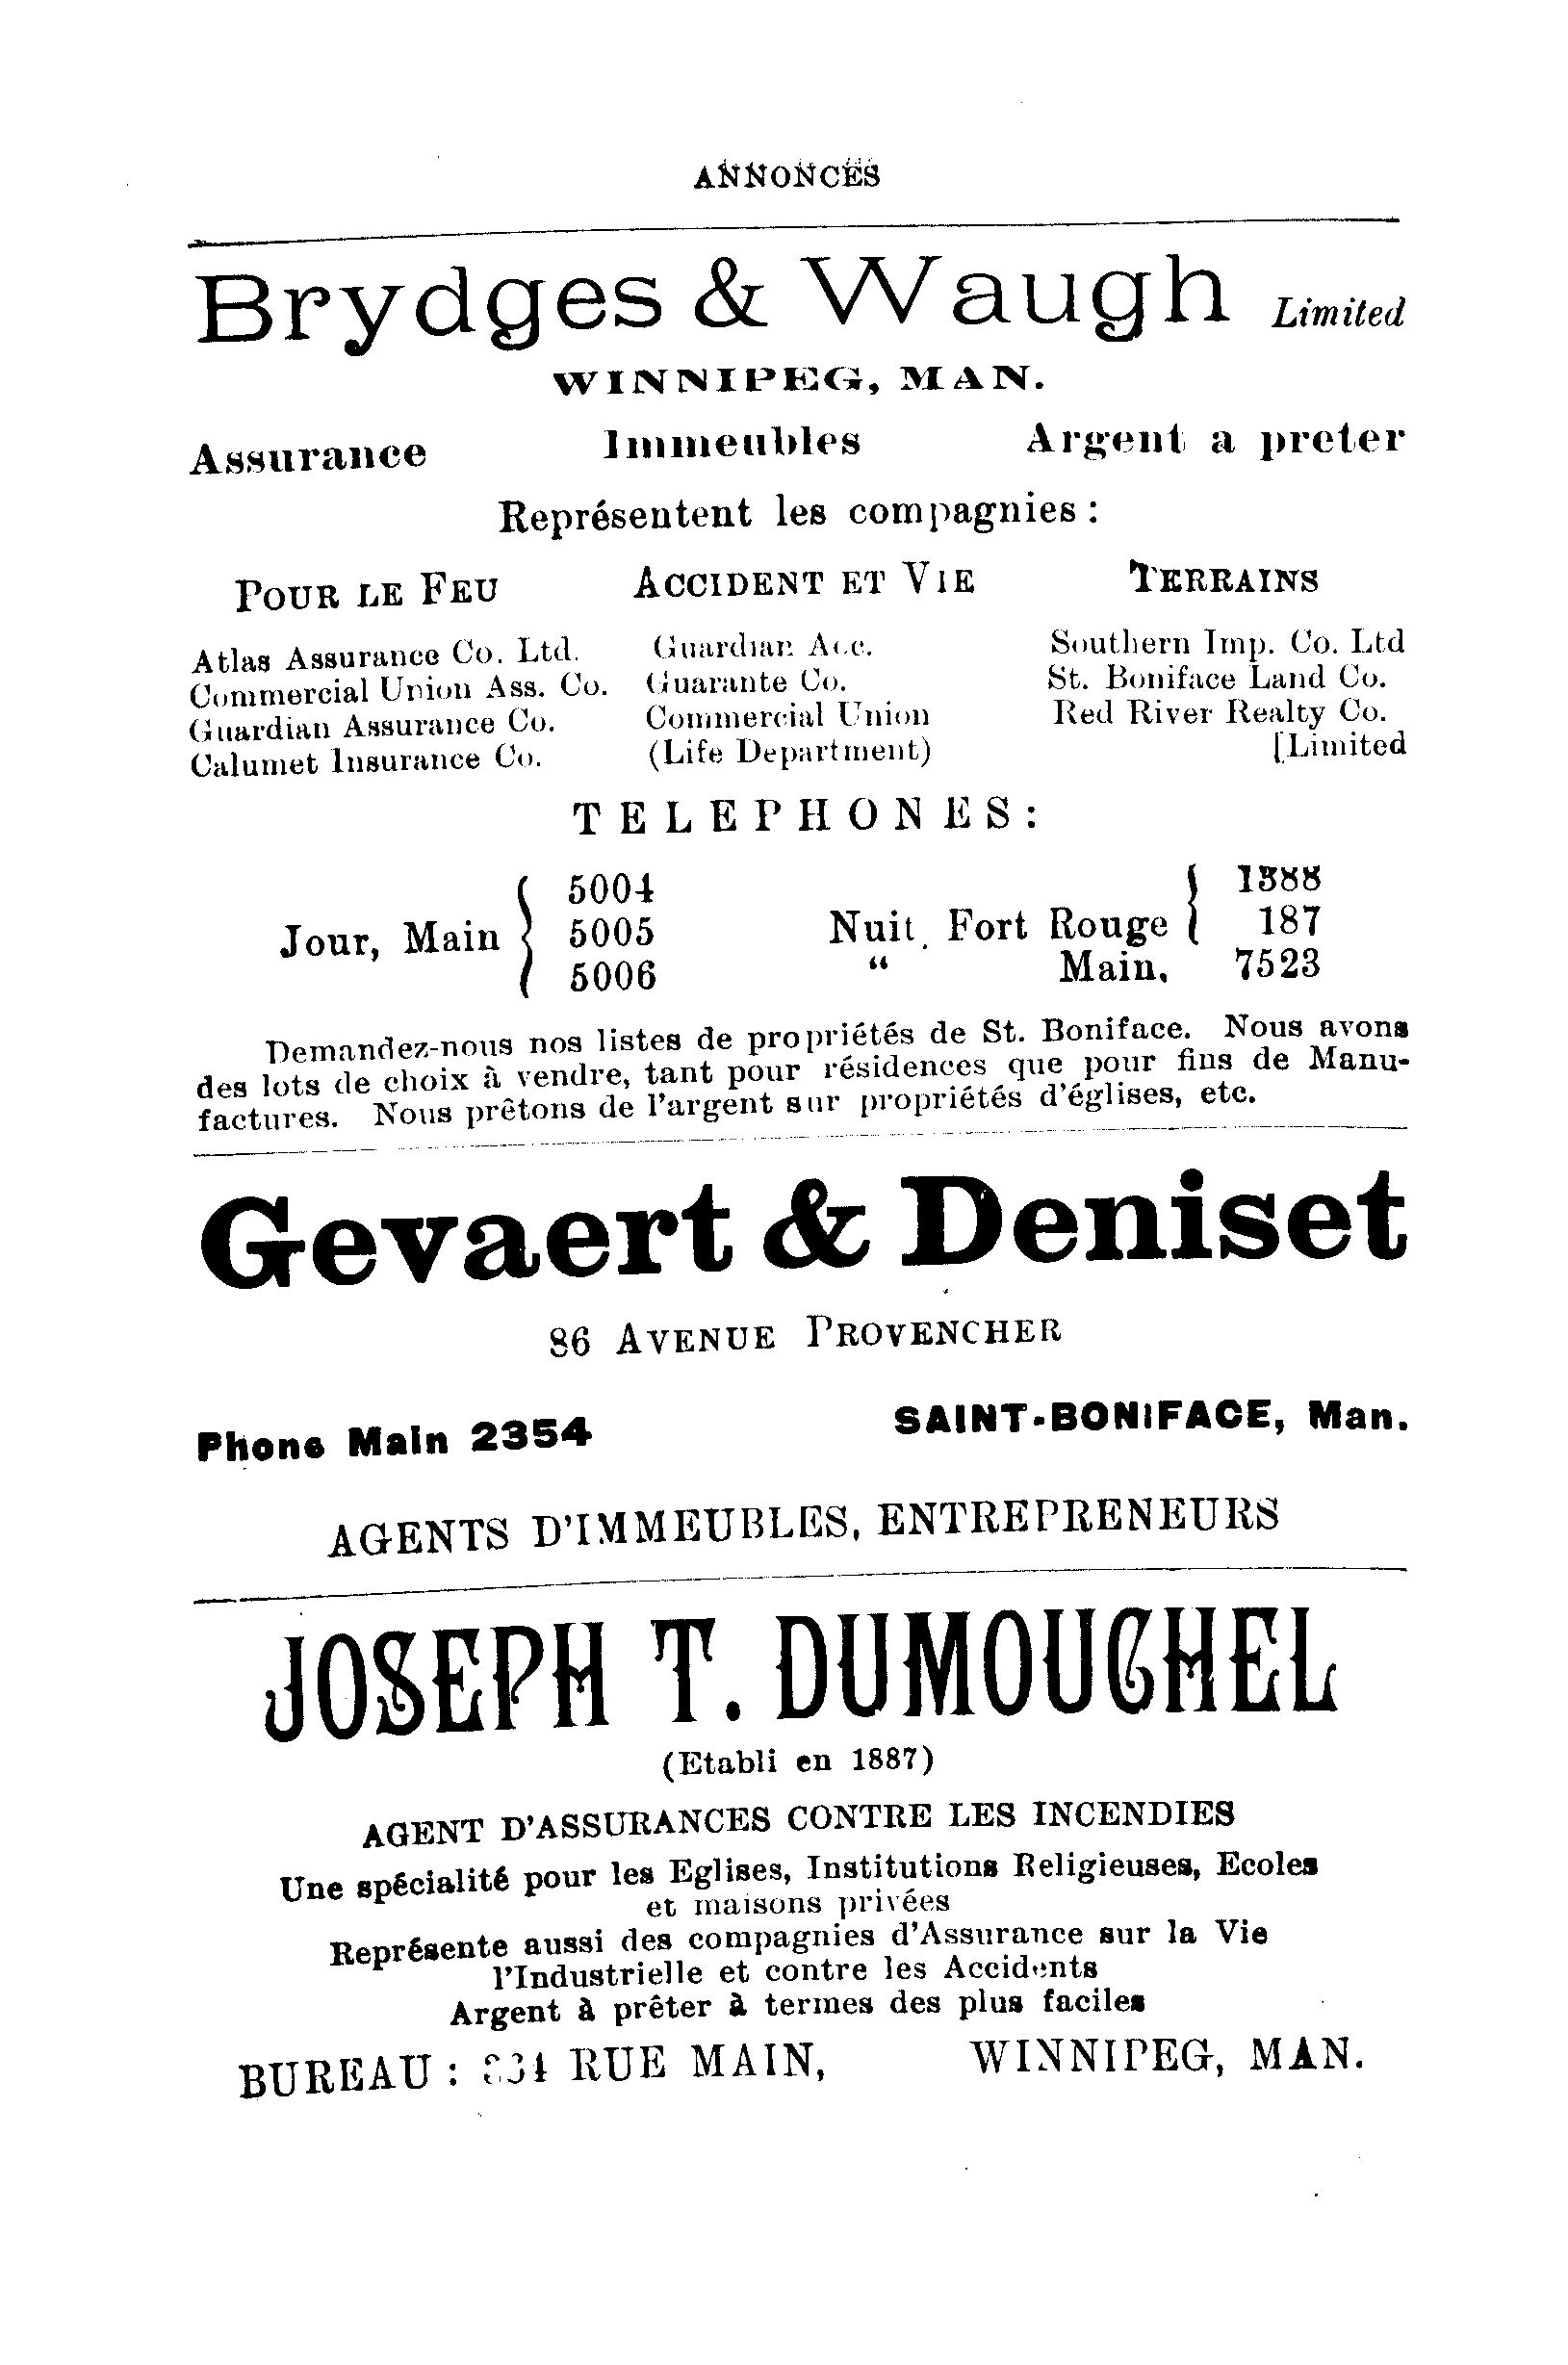 ANNONCES
Brydges & Waugh Limited
WINNIPEG, MAN.
Assurance Immeubles Argent a preter
Représentent les compagnies :
POUR LE FEU ACCIDENT ET VIE TERRAINS
Atlas Assurance Co. Ltd. Guardian Acc. Southern Imp. Co. Ltd
Commercial Union Ass. Co. Guarante Co. St. Boniface Land Co.
Guardian Assurance Co. Commercial Union Red River Realty Co.
Calumet Insurance Co. (Life Department) [Limited
TELEPHONES:
5004 1388
Jour, Main { 5005 Nuit. Fort Rouge { 187
5006 “ Main, 7523
Demandez-nous nos listes de propriétés de St. Boniface. Nous avons
des lots de choix à vendre, tant pour résidences que pour fins de Manu-
factures. Nous prêtons de l'argent sur propriétés d'églises, etc.
Gevaert & Deniset
86 AVENUE PROVENCHER
Phone Main 2354 SAINT-BONIFACE, Man.
AGENTS D'IMMEUBLES, ENTREPRENEURS
JOSEPH T. DUMOUCHEL
(Etabli en 1887)
AGENT D'ASSURANCES CONTRE LES INCENDIES
Une spécialité pour les Eglises, Institutions Religieuses, Ecoles
et maisons privées
Représente aussi des compagnies d'Assurance sur la Vie
l'Industrielle et contre les Accidents
Argent à prêter à termes des plus faciles
BUREAU : RUE MAIN, WINNIPEG, MAN.